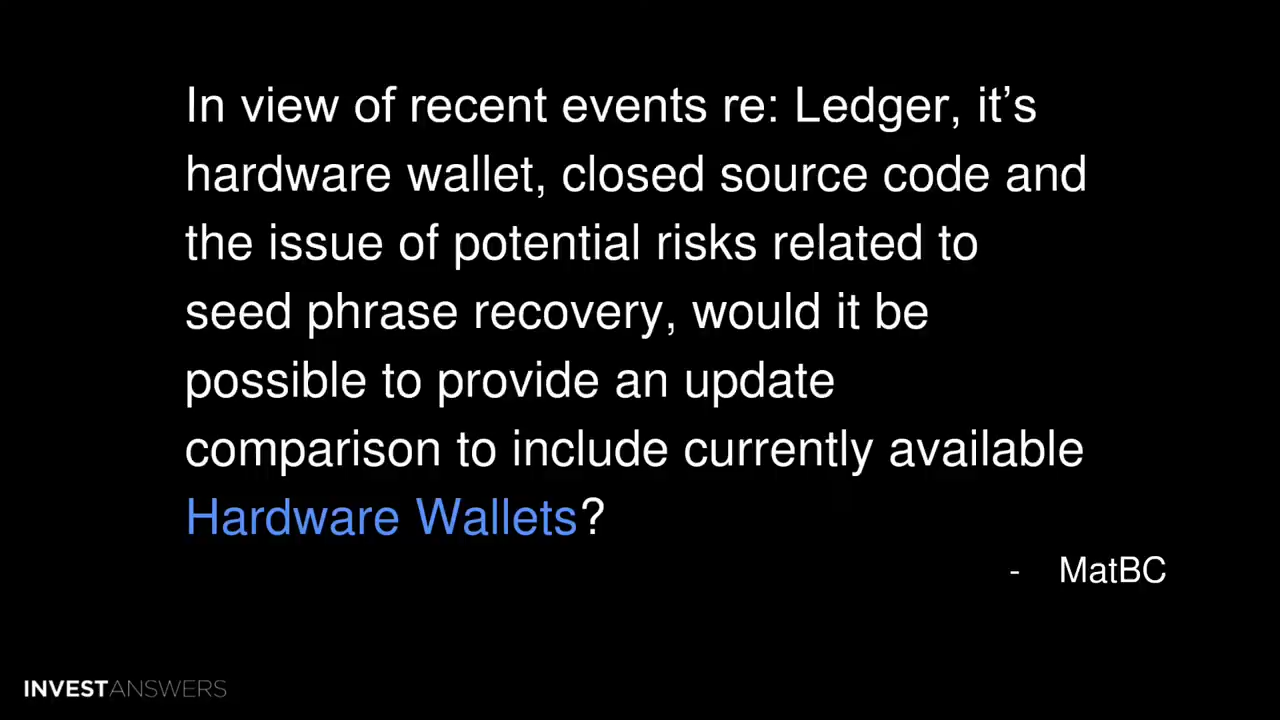 In view of recent events re: Ledger, it’s
hardware wallet, closed source code and
the issue of potential risks related to
seed phrase recovery, would it be
possible to provide an update
comparison to include currently available
Hardware Wallets?
- MatBC
INVESTANSWERS